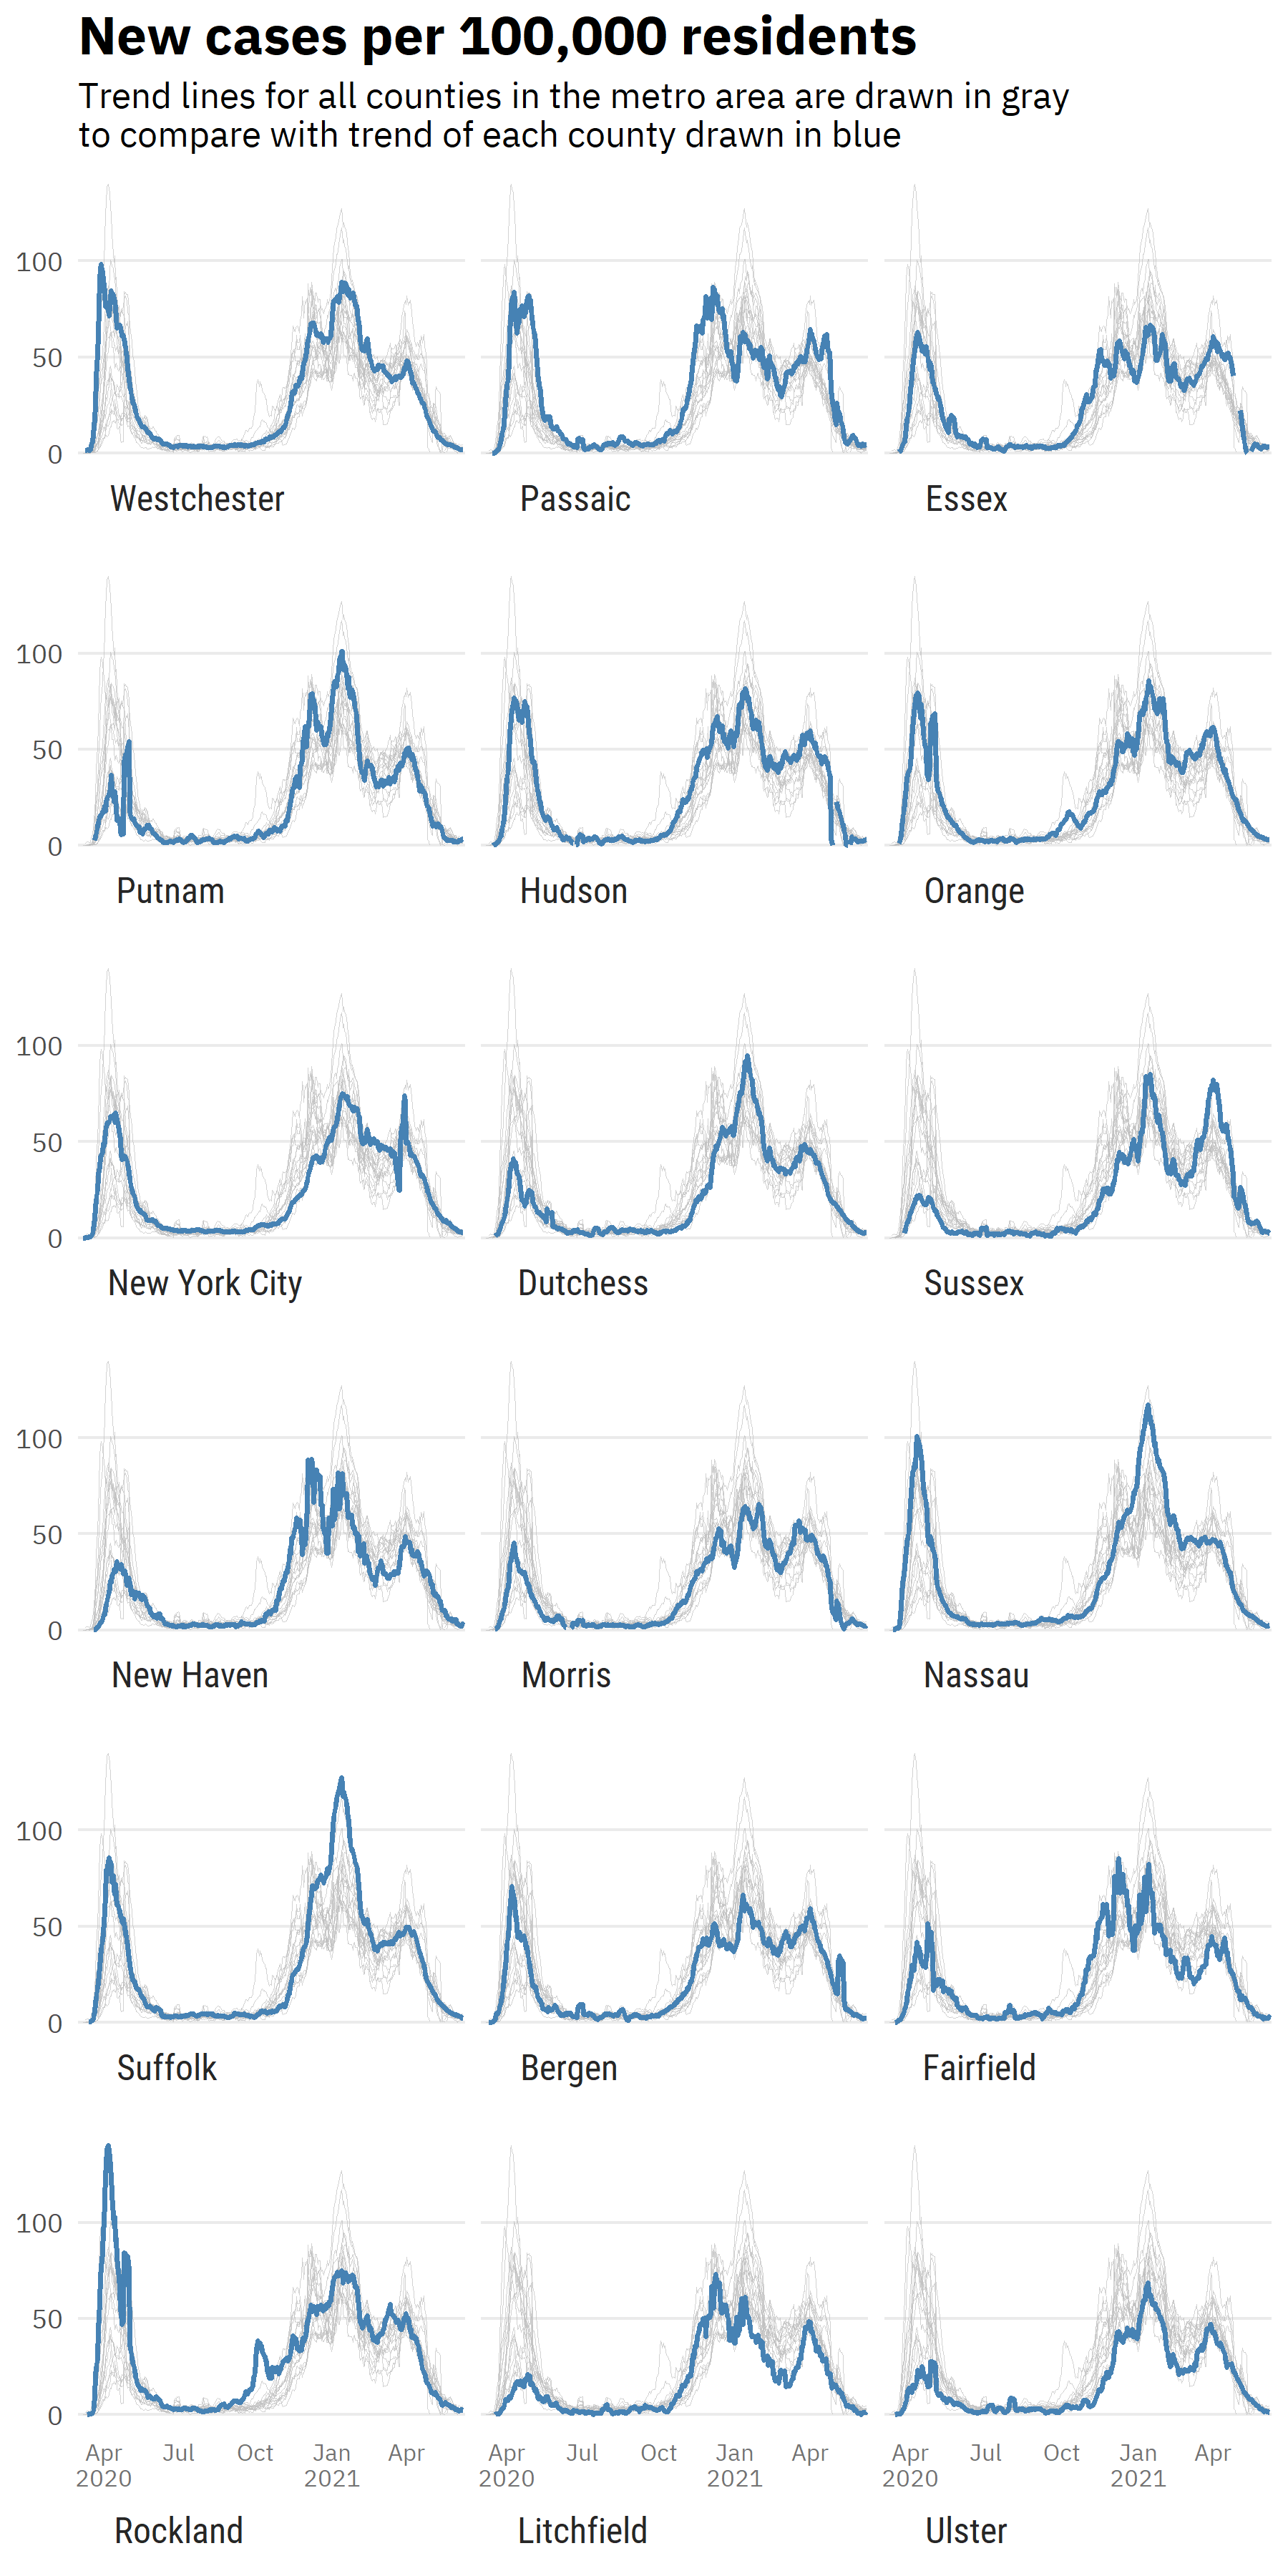 New cases per 100,000 residents
Trend lines for all counties in the metro area are drawn in gray
to compare with trend of each county drawn in blue
100
50
0
Westchester Passaic Essex
100
50
0
Putnam Hudson Orange
100
50
0
New York City Dutchess Sussex
100
50
0
New Haven Morris Nassau
100
50
0
Suffolk Bergen Fairfield
100
50
0
Apr Jul Oct Jan Apr Apr Jul Oct Jan Apr Apr Jul Oct Jan Apr
2020 2021 2020 2021 2020 2021
Rockland Litchfield Ulster